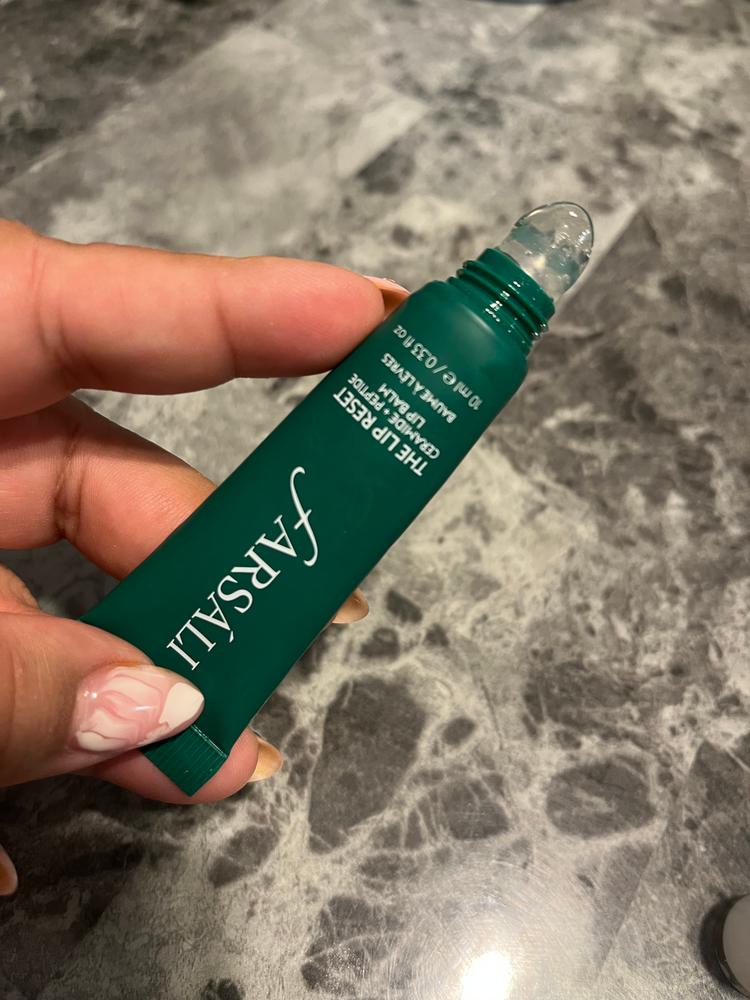 FARSÁLI
THE LIP RESET
CERAMIDE + PEPTIDE
LIP BALM
BAUME À LÈVRES
10 ml ℮ / 0.33 fl oz